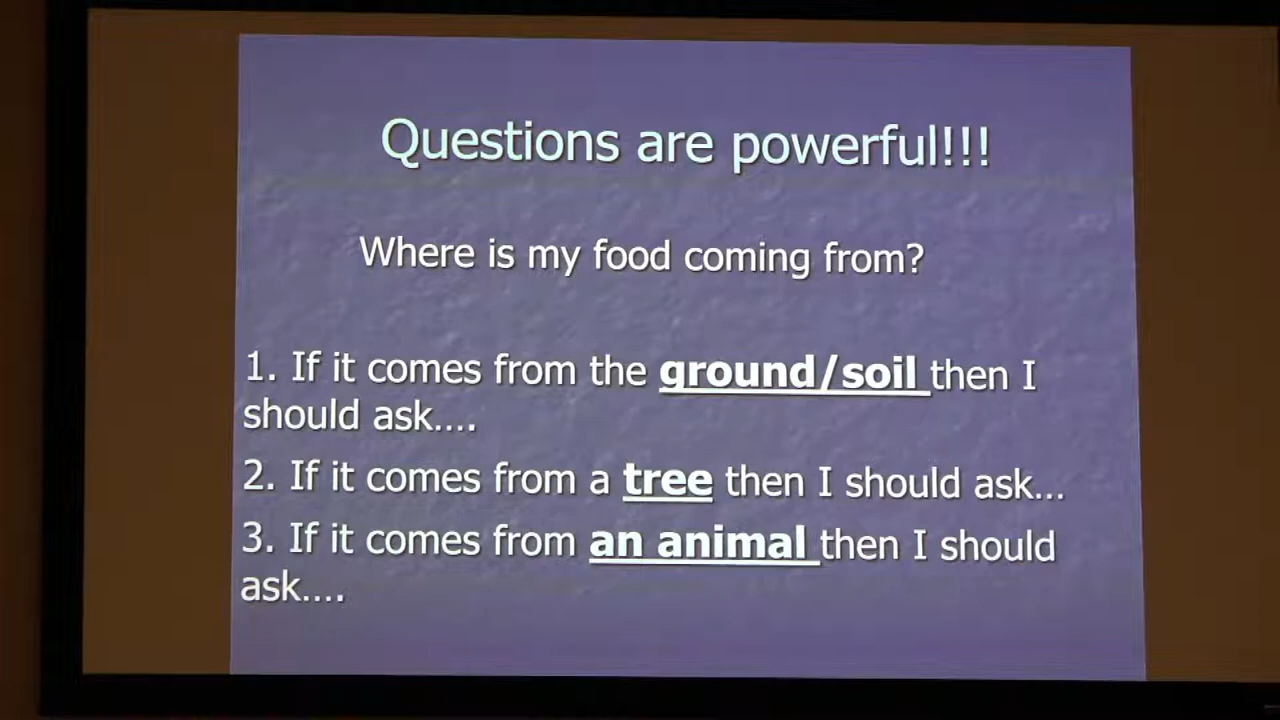 Questions are powerful!!!
Where is my food coming from?
1. If it comes from the ground/soil then I
should ask....
2. If it comes from a tree then I should ask...
3. If it comes from an animal then I should
ask....